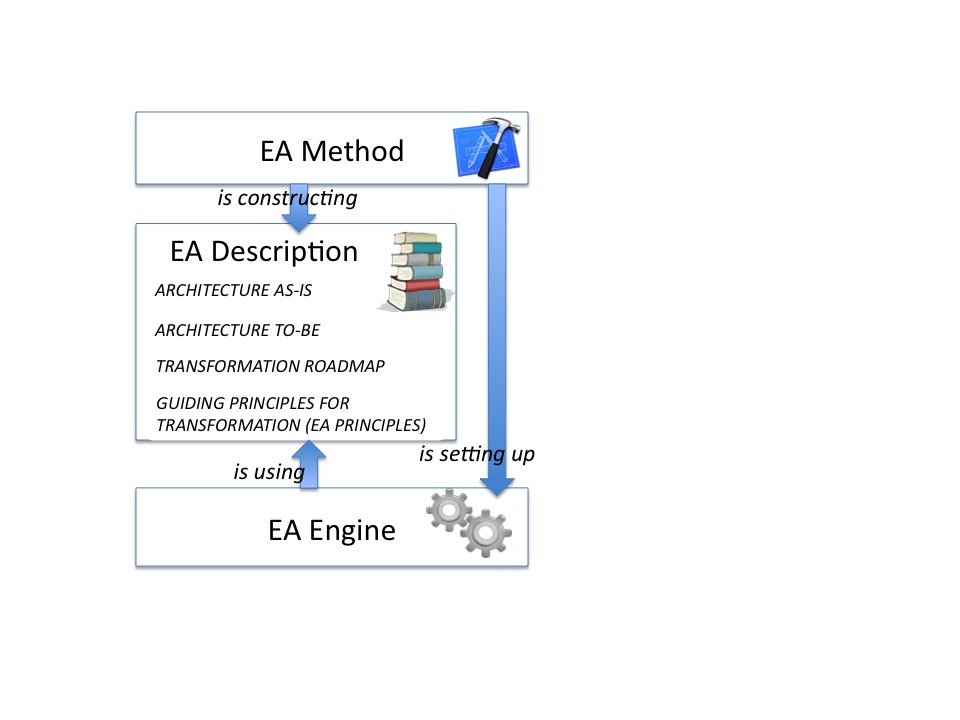 EA Method
is constructing
EA Description
ARCHITECTURE AS-IS
ARCHITECTURE TO-BE
TRANSFORMATION ROADMAP
GUIDING PRINCIPLES FOR
TRANSFORMATION (EA PRINCIPLES)
is setting up
is using
EA Engine